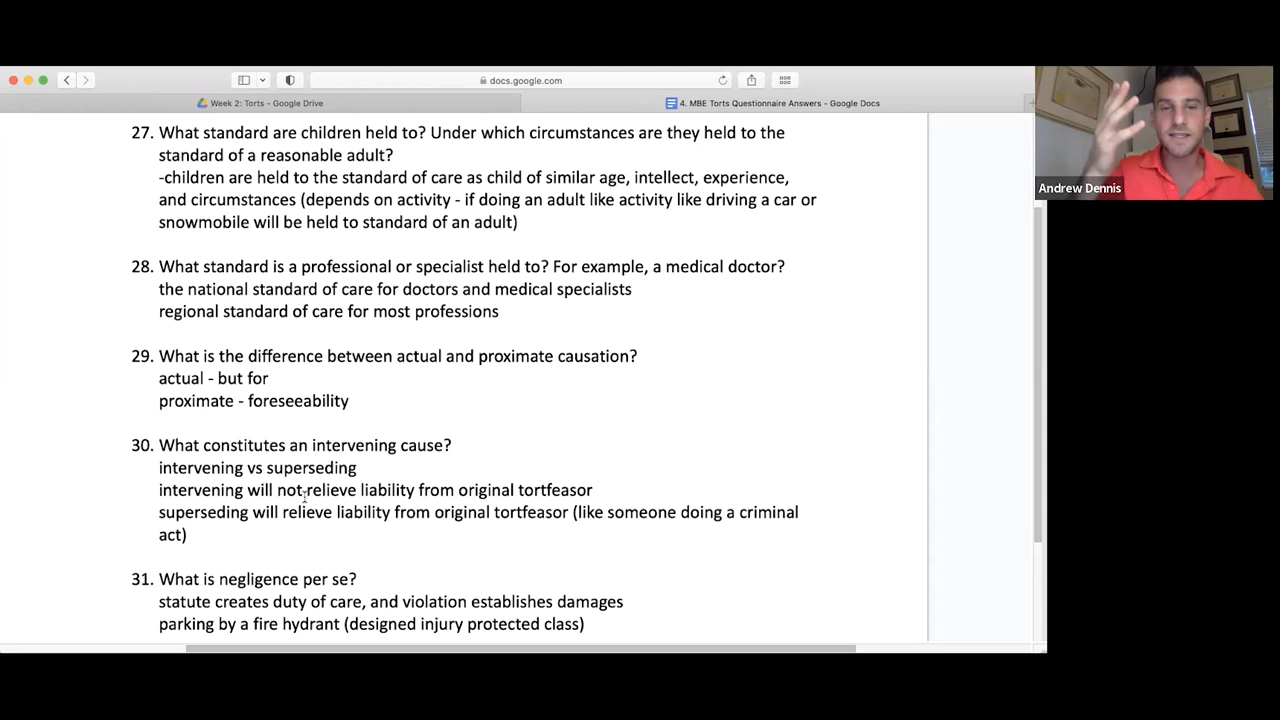 docs.google.com
Week 2: Torts - Google Drive
4. MBE Torts Questionnaire Answers - Google Docs
Andrew Dennis
27. What standard are children held to? Under which circumstances are they held to the
standard of a reasonable adult?
-children are held to the standard of care as child of similar age, intellect, experience,
and circumstances (depends on activity - if doing an adult like activity like driving a car or
snowmobile will be held to standard of an adult)
28. What standard is a professional or specialist held to? For example, a medical doctor?
the national standard of care for doctors and medical specialists
regional standard of care for most professions
29. What is the difference between actual and proximate causation?
actual - but for
proximate - foreseeability
30. What constitutes an intervening cause?
intervening vs superseding
intervening will not relieve liability from original tortfeasor
superseding will relieve liability from original tortfeasor (like someone doing a criminal
act)
31. What is negligence per se?
statute creates duty of care, and violation establishes damages
parking by a fire hydrant (designed injury protected class)